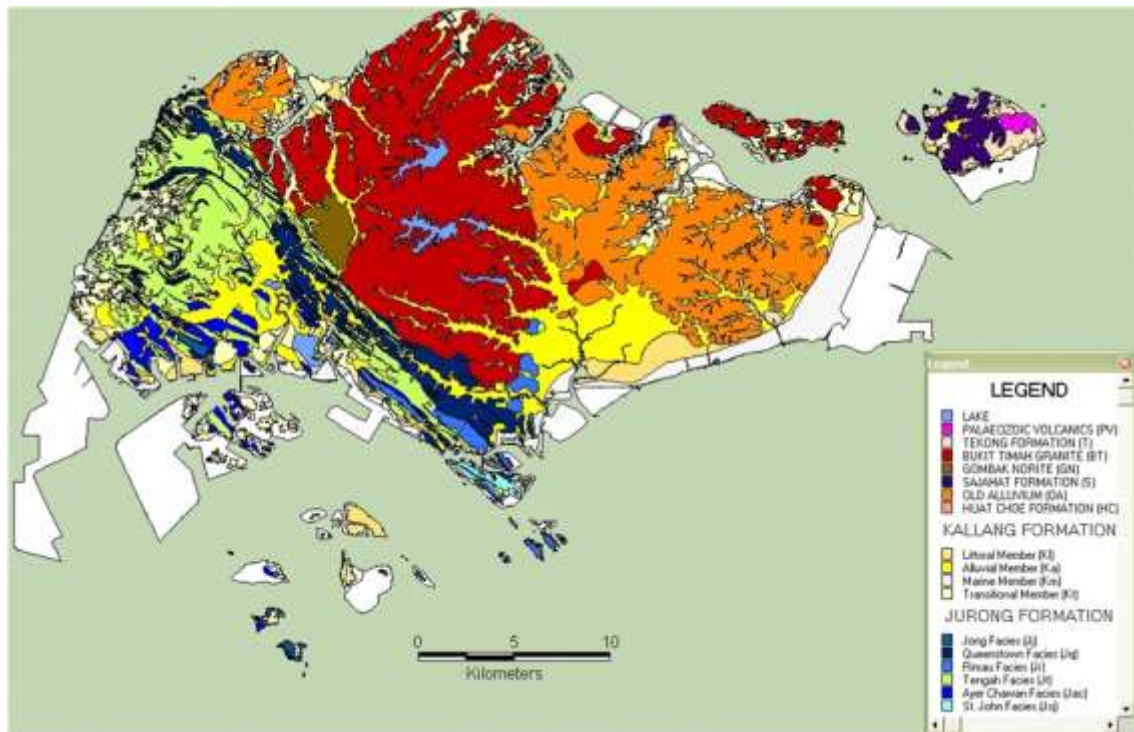 0 5 10
Kilometers
Legend
LEGEND
LAKE
PALAEOZOIC VOLCANICS (PV)
TEKONG FORMATION (T)
BUKIT TIMAH GRANITE (BT)
GOMBAK NORITE (GN)
SAJAHAT FORMATION (S)
OLD ALLUVIUM (OA)
HUAT CHOE FORMATION (HC)
KALLANG FORMATION
Littoral Member (Kl)
Alluvial Member (Ka)
Marine Member (Km)
Transitional Member (Kt)
JURONG FORMATION
Jong Facies (Jj)
Queenstown Facies (Jq)
Rimau Facies (Jr)
Tengah Facies (Jt)
Ayer Chawan Facies (Jac)
St. John Facies (Jsj)